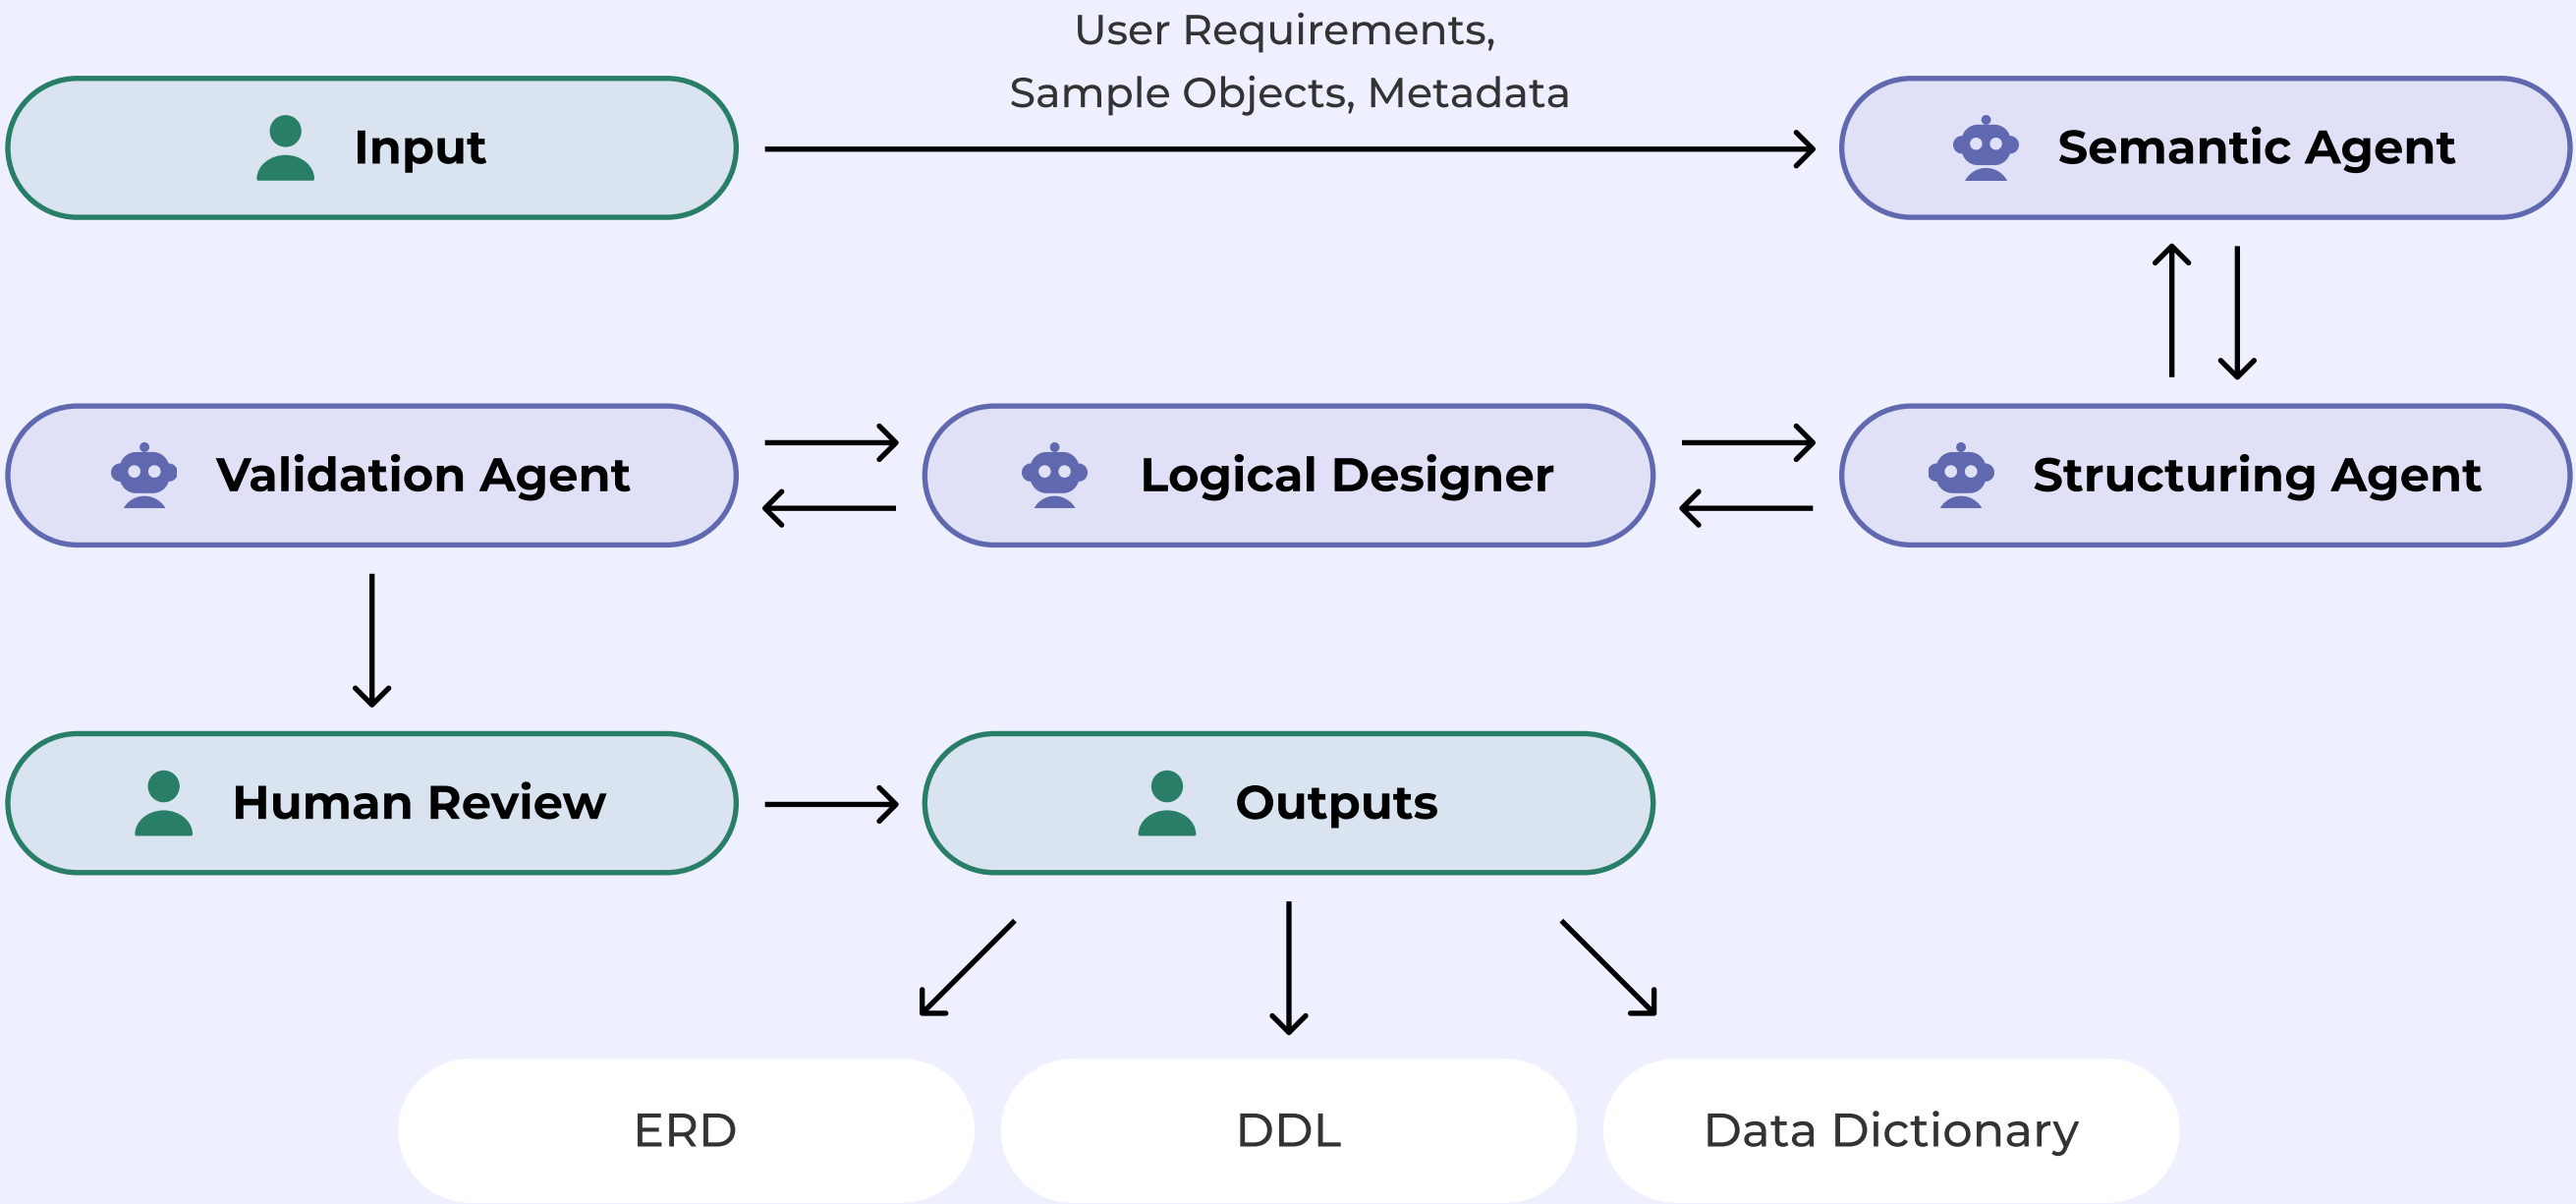 User Requirements,
Sample Objects, Metadata
Input
Semantic Agent
Validation Agent
Logical Designer
Structuring Agent
Human Review
Outputs
ERD
DDL
Data Dictionary